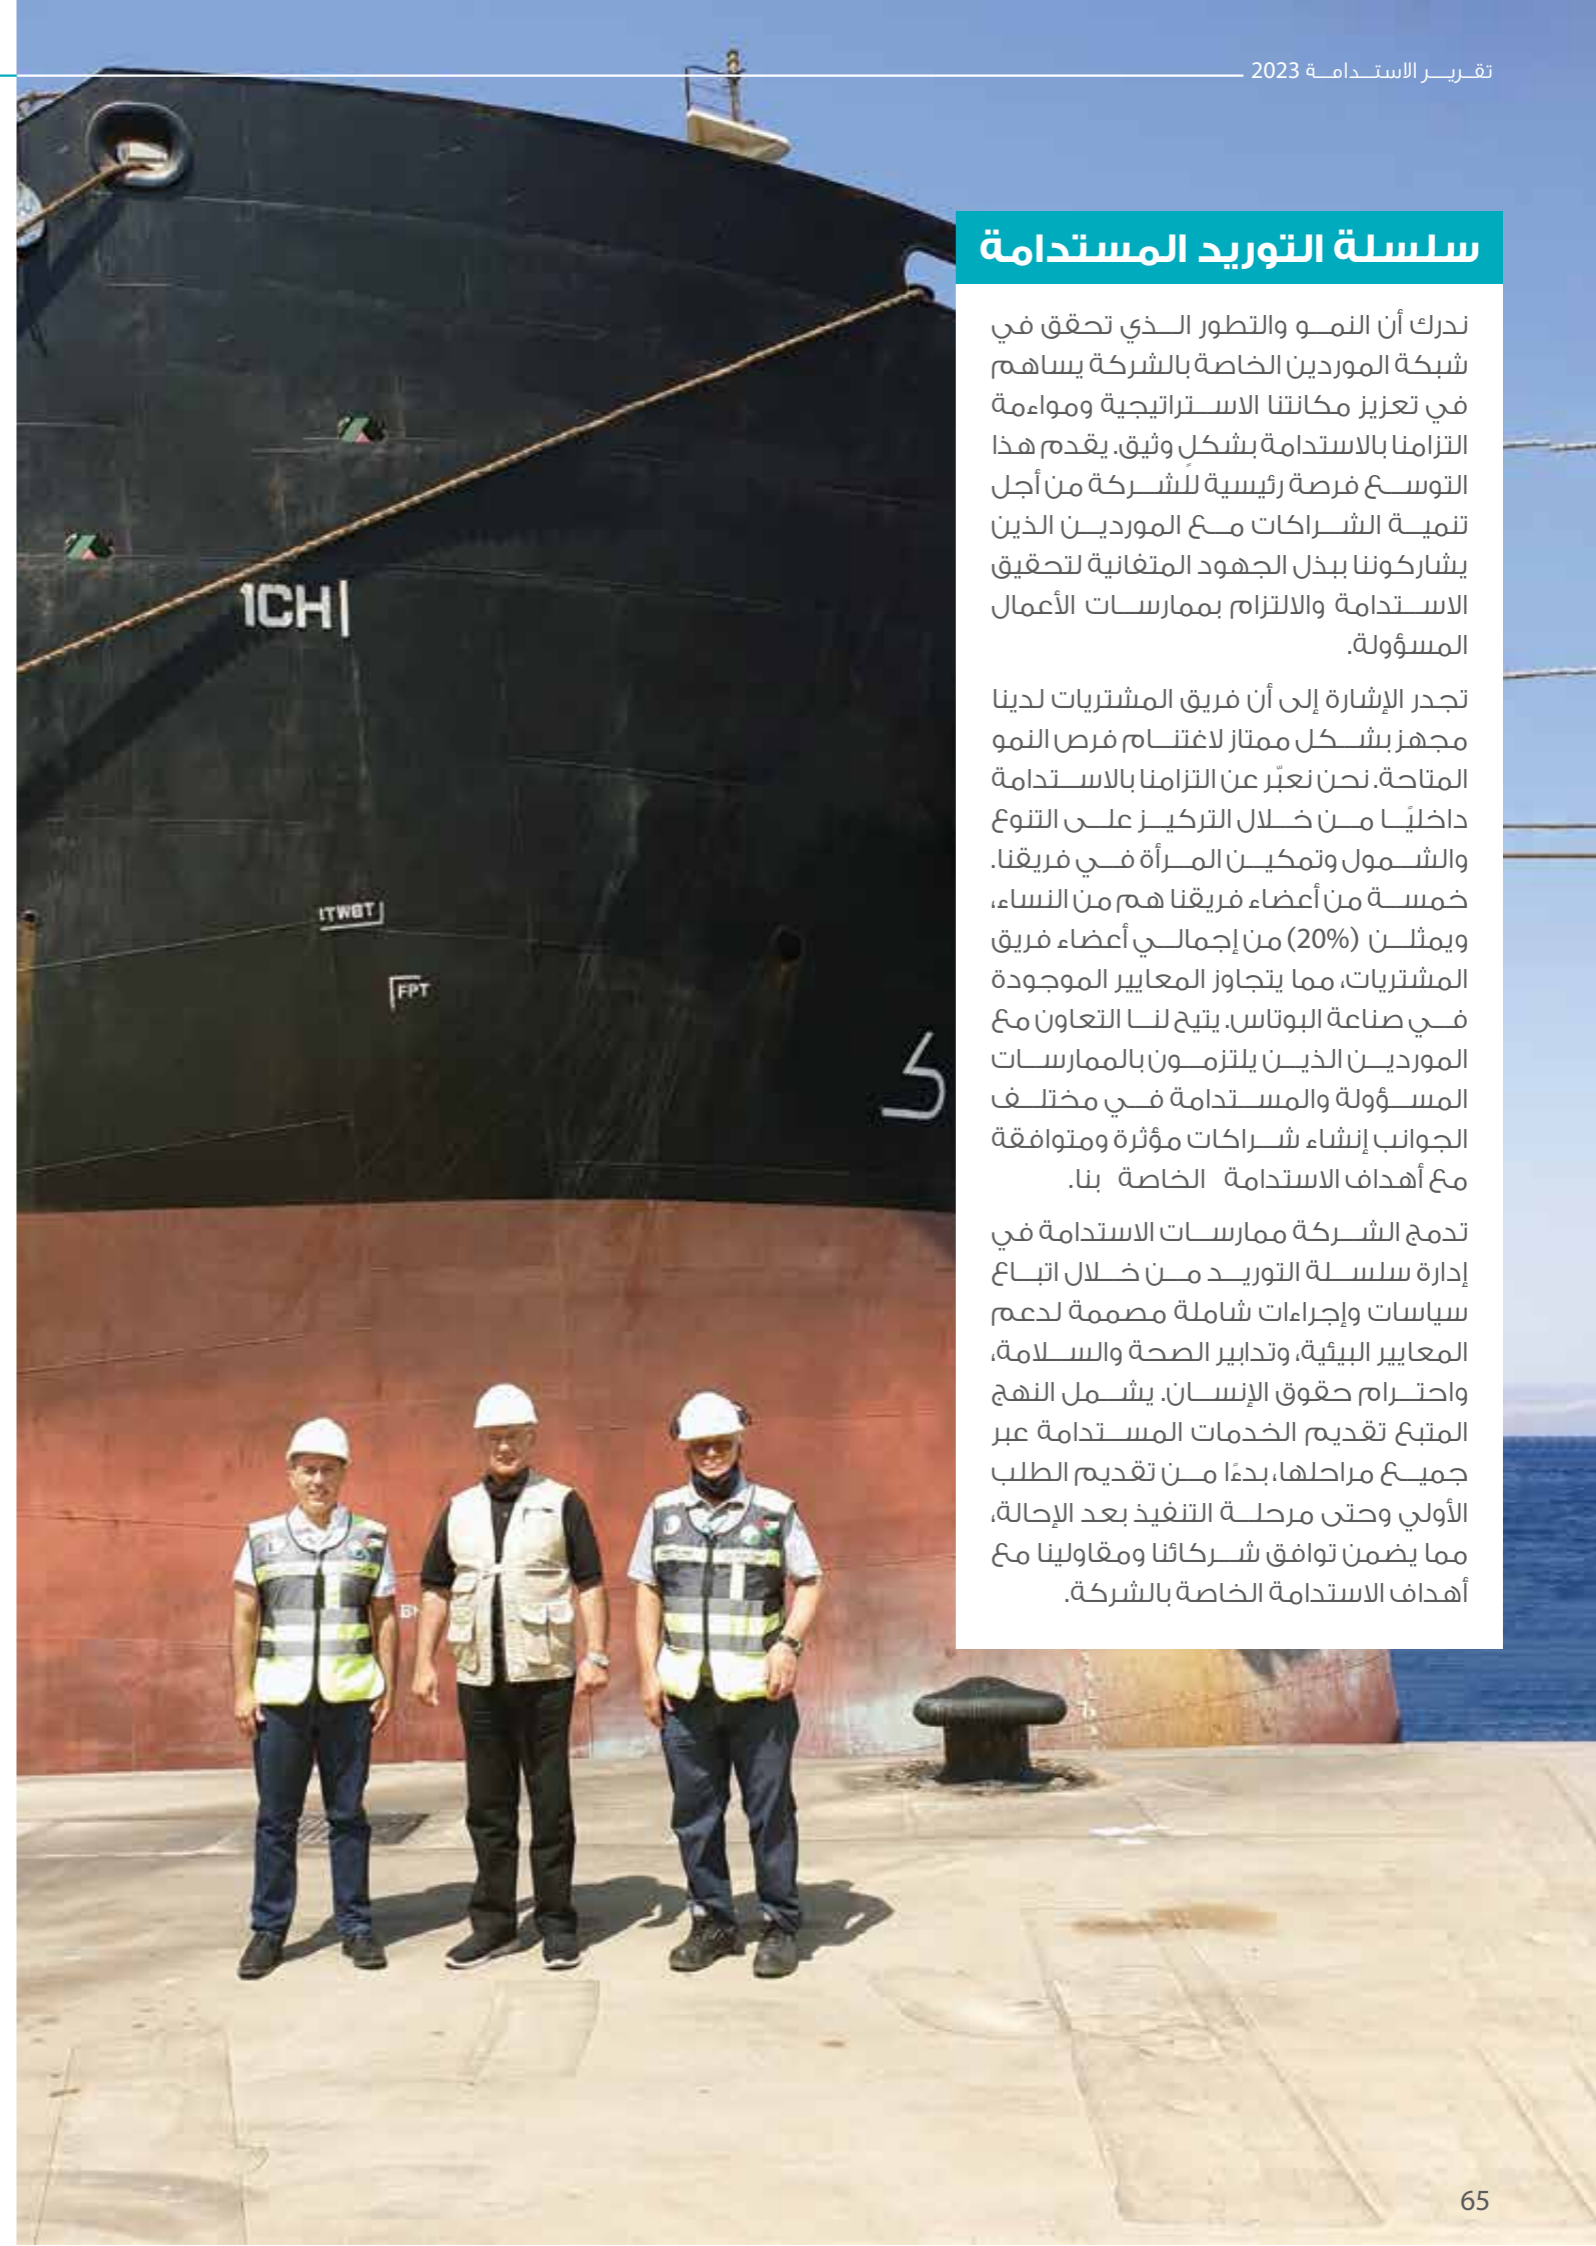 تقرير الاستدامة 2023
سلسلة التوريد المستدامة
ندرك أن النمو والتطور الذي تحقق في
شبكة الموردين الخاصة بالشركة يساهم
في تعزيز مكانتنا الاستراتيجية ومواءمة
التزامنا بالاستدامة بشكل وثيق. يقدم هذا
التوسع فرصة رئيسية للشركة من أجل
تنمية الشراكات مع الموردين الذين
يشاركوننا ببذل الجهود المتفانية لتحقيق
الاستدامة والالتزام بممارسات الأعمال
المسؤولة.
تجدر الإشارة إلى أن فريق المشتريات لدينا
مجهز بشكل ممتاز لاغتنام فرص النمو
المتاحة. نحن نعبّر عن التزامنا بالاستدامة
داخليًا من خلال التركيز على التنوع
والشمول وتمكين المرأة في فريقنا.
خمسة من أعضاء فريقنا هم من النساء،
ويمثلن (20%) من إجمالي أعضاء فريق
المشتريات، مما يتجاوز المعايير الموجودة
في صناعة البوتاس. يتيح لنا التعاون مع
الموردين الذين يلتزمون بالممارسات
المسؤولة والمستدامة في مختلف
الجوانب إنشاء شراكات مؤثرة ومتوافقة
مع أهداف الاستدامة الخاصة بنا.
تدمج الشركة ممارسات الاستدامة في
إدارة سلسلة التوريد من خلال اتباع
سياسات وإجراءات شاملة مصممة لدعم
المعايير البيئية، وتدابير الصحة والسلامة،
واحترام حقوق الإنسان. يشمل النهج
المتبع تقديم الخدمات المستدامة عبر
جميع مراحلها، بدءًا من تقديم الطلب
الأولي وحتى مرحلة التنفيذ بعد الإحالة،
مما يضمن توافق شركائنا ومقاولينا مع
أهداف الاستدامة الخاصة بالشركة.
1CH
FPT
65